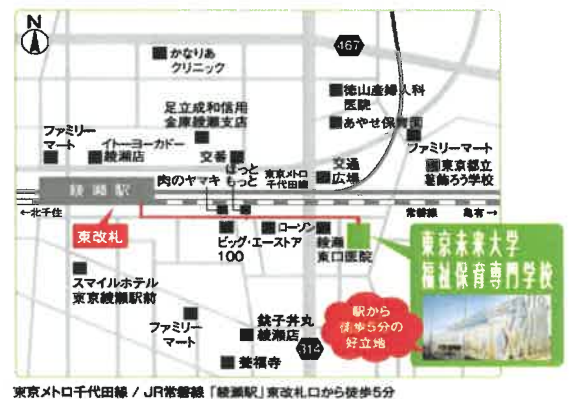 N
かなりあ
クリニック
467
徳山産婦人科
医院
足立成和信用
金庫綾瀬支店
あやせ保育園
ファミリー
マート
イトーヨーカドー
綾瀬店
交番
ほっと
もっと
肉のヤマキ
東京メトロ
千代田線
交通
広場
ファミリーマート
東京都立
葛飾ろう学校
綾瀬駅
←北千住
常磐線
亀有→
東改札
ビッグ・エーストア
100
ローソン
綾瀬
東口医院
東京未来大学
福祉保育専門学校
スマイルホテル
東京綾瀬駅前
ファミリー
マート
銚子丼丸
綾瀬店
314
養福寺
駅から
徒歩5分の
好立地
東京メトロ千代田線 / JR常磐線「綾瀬駅」東改札口から徒歩5分